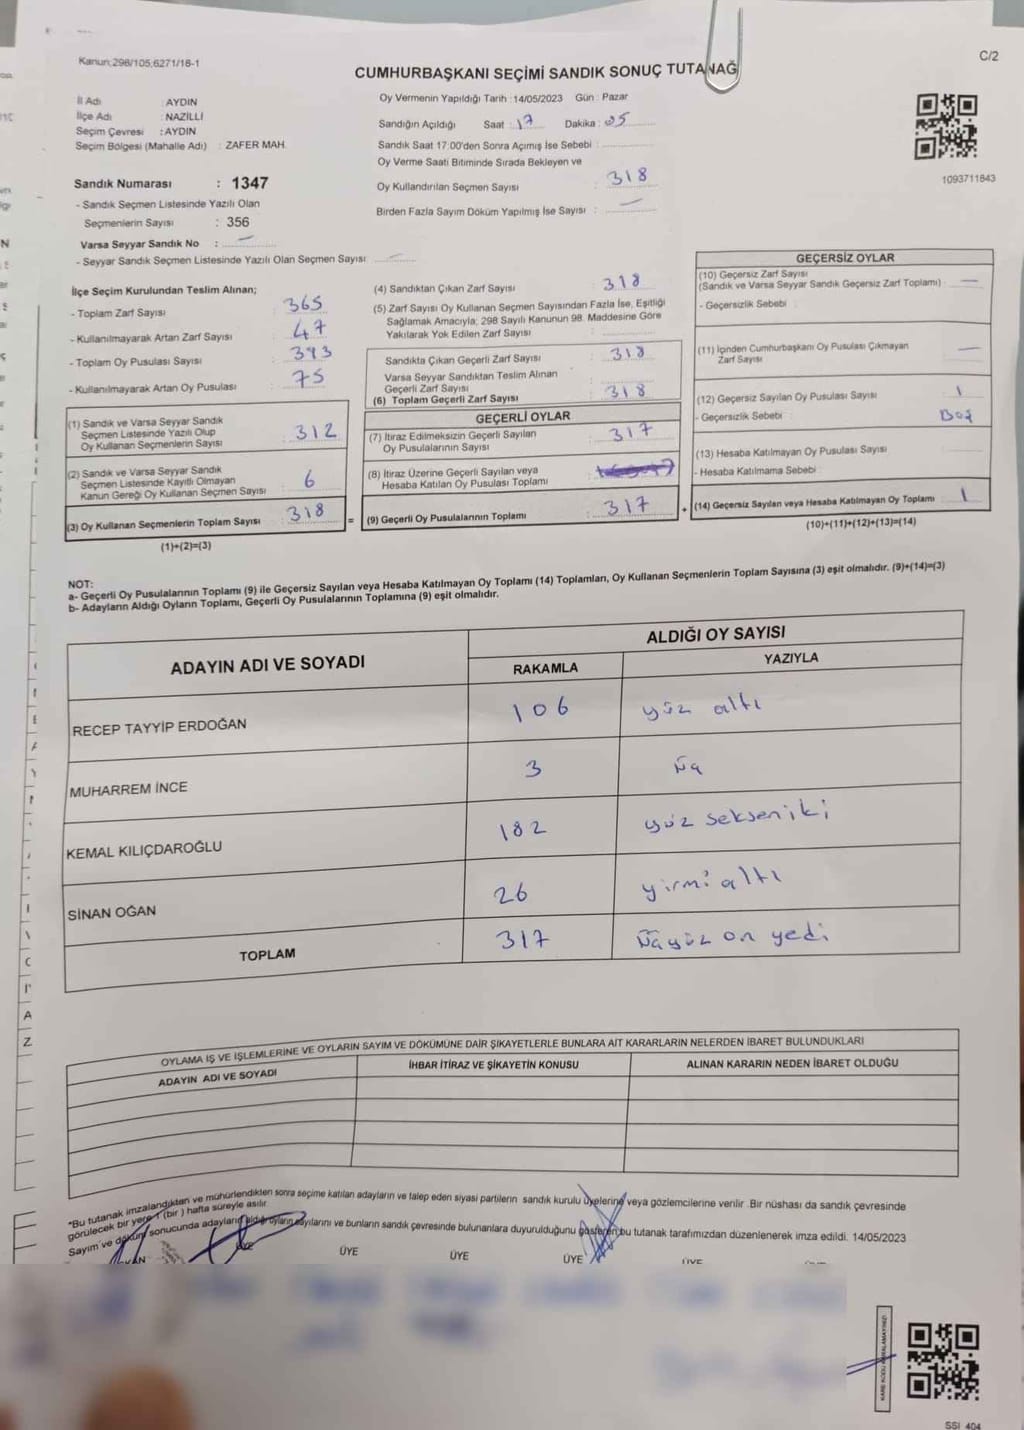 Kanun;298/105;6271/18-1
C/2
CUMHURBAŞKANI SEÇİMİ SANDIK SONUÇ TUTANAĞ
İl Adı : AYDIN
İlçe Adı : NAZİLLİ
Seçim Çevresi : AYDIN
Seçim Bölgesi (Mahalle Adı) : ZAFER MAH.
Sandık Numarası : 1347
- Sandık Seçmen Listesinde Yazılı Olan
Seçmenlerin Sayısı : 356
Varsa Seyyar Sandık No : —
- Seyyar Sandık Seçmen Listesinde Yazılı Olan Seçmen Sayısı : —
Oy Vermenin Yapıldığı Tarih : 14/05/2023 Gün : Pazar
Sandığın Açıldığı Saat : 17 Dakika : 05
Sandık Saat 17:00'den Sonra Açımış İse Sebebi :
Oy Verme Saati Bitiminde Sırada Bekleyen ve
Oy Kullandırılan Seçmen Sayısı : 318
Birden Fazla Sayım Döküm Yapılmış İse Sayısı : —
1093711843
İlçe Seçim Kurulundan Teslim Alınan;
- Toplam Zarf Sayısı : 365
- Kullanılmayarak Artan Zarf Sayısı : 47
- Toplam Oy Pusulası Sayısı : 393
- Kullanılmayarak Artan Oy Pusulası : 75
(1) Sandık ve Varsa Seyyar Sandık
Seçmen Listesinde Yazılı Olup
Oy Kullanan Seçmenlerin Sayısı : 312
(2) Sandık ve Varsa Seyyar Sandık
Seçmen Listesinde Kayıtlı Olmayan
Kanun Gereği Oy Kullanan Seçmen Sayısı : 6
(3) Oy Kullanan Seçmenlerin Toplam Sayısı : 318
(1)+(2)=(3)
=
(4) Sandıktan Çıkan Zarf Sayısı : 318
(5) Zarf Sayısı Oy Kullanan Seçmen Sayısından Fazla İse, Eşitliği
Sağlamak Amacıyla; 298 Sayılı Kanunun 98. Maddesine Göre
Yakılarak Yok Edilen Zarf Sayısı :
Sandıkta Çıkan Geçerli Zarf Sayısı : 318
Varsa Seyyar Sandıktan Teslim Alınan
Geçerli Zarf Sayısı :
(6) Toplam Geçerli Zarf Sayısı : 318
GEÇERLİ OYLAR
(7) İtiraz Edilmeksizin Geçerli Sayılan
Oy Pusulalarının Sayısı : 317
(8) İtiraz Üzerine Geçerli Sayılan veya
Hesaba Katılan Oy Pusulası Toplamı :
(9) Geçerli Oy Pusulalarının Toplamı : 317
+
GEÇERSİZ OYLAR
(10) Geçersiz Zarf Sayısı
(Sandık ve Varsa Seyyar Sandık Geçersiz Zarf Toplamı) : —
- Geçersizlik Sebebi :
(11) İçinden Cumhurbaşkanı Oy Pusulası Çıkmayan
Zarf Sayısı : —
(12) Geçersiz Sayılan Oy Pusulası Sayısı : 1
- Geçersizlik Sebebi : Boş
(13) Hesaba Katılmayan Oy Pusulası Sayısı :
- Hesaba Katılmama Sebebi :
(14) Geçersiz Sayılan veya Hesaba Katılmayan Oy Toplamı : 1
(10)+(11)+(12)+(13)=(14)
NOT:
a- Geçerli Oy Pusulalarının Toplamı (9) ile Geçersiz Sayılan veya Hesaba Katılmayan Oy Toplamı (14) Toplamları, Oy Kullanan Seçmenlerin Toplam Sayısına (3) eşit olmalıdır. (9)+(14)=(3)
b- Adayların Aldığı Oyların Toplamı, Geçerli Oy Pusulalarının Toplamına (9) eşit olmalıdır.
ADAYIN ADI VE SOYADI
ALDIĞI OY SAYISI
RAKAMLA YAZIYLA
RECEP TAYYİP ERDOĞAN 106 yüz altı
MUHARREM İNCE 3 üç
KEMAL KILIÇDAROĞLU 182 yüz sekseniki
SİNAN OĞAN 26 yirmi altı
TOPLAM 317 üçyüz on yedi
OYLAMA İŞ VE İŞLEMLERİNE VE OYLARIN SAYIM VE DÖKÜMÜNE DAİR ŞİKAYETLERLE BUNLARA AİT KARARLARIN NELERDEN İBARET BULUNDUKLARI
ADAYIN ADI VE SOYADI İHBAR İTİRAZ VE ŞİKAYETİN KONUSU ALINAN KARARIN NEDEN İBARET OLDUĞU
*Bu tutanak imzalandıktan ve mühürlendikten sonra seçime katılan adayların ve talep eden siyasi partilerin sandık kurulu üyelerine veya gözlemcilerine verilir. Bir nüshası da sandık çevresinde
görülecek bir yere 1 (bir) hafta süreyle asılır.
Sayım ve döküm sonucunda adayların aldığı oyların sayılarını ve bunların sandık çevresinde bulunanlara duyurulduğunu gösteren bu tutanak tarafımızdan düzenlenerek imza edildi. 14/05/2023
ÜYE ÜYE ÜYE ÜYE
SSİ 404